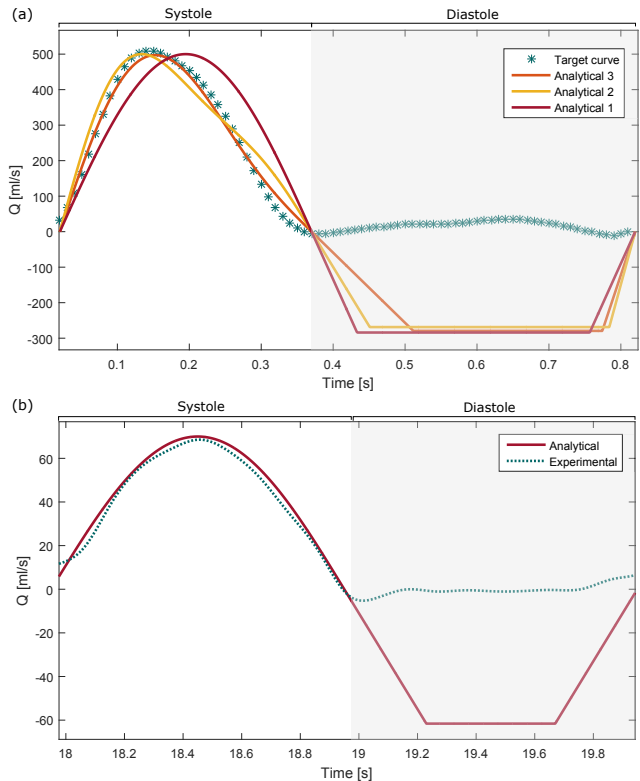 (a)
Systole
Diastole
500
400
300
200
100
0
-100
-200
-300
Q [ml/s]
Target curve
Analytical 3
Analytical 2
Analytical 1
0.1
0.2
0.3
0.4
0.5
0.6
0.7
0.8
Time [s]
(b)
Systole
Diastole
60
40
20
0
-20
-40
-60
Q [ml/s]
Analytical
Experimental
18
18.2
18.4
18.6
18.8
19
19.2
19.4
19.6
19.8
Time [s]